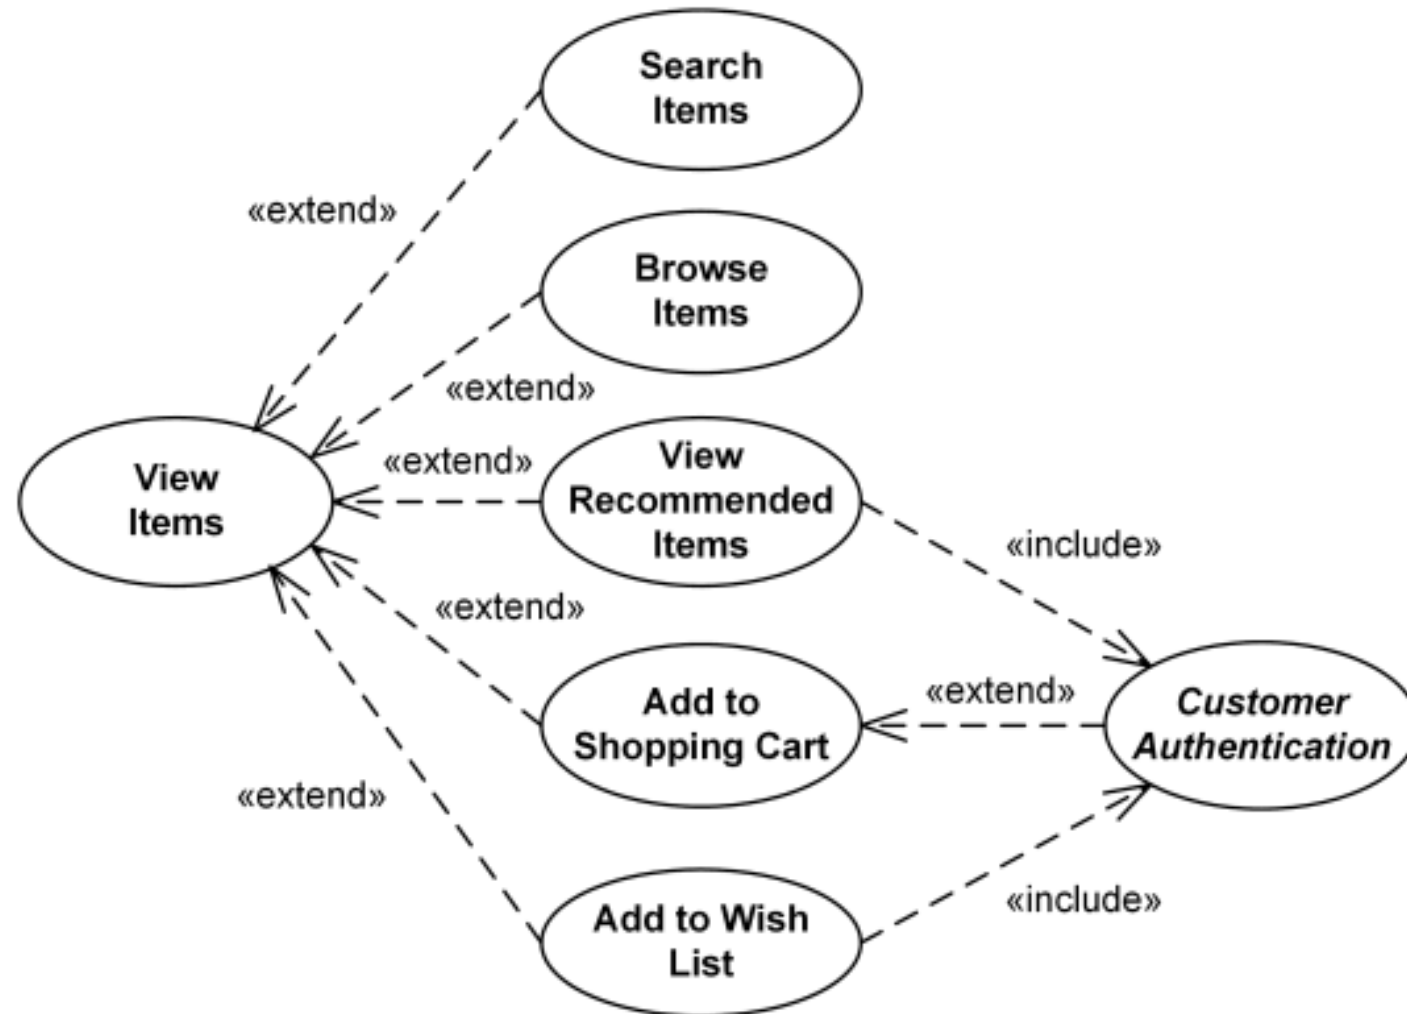 Search
Items
«extend»
Browse
Items
«extend»
View
Items
«extend»
View
Recommended
Items
«include»
«extend»
Add to
Shopping Cart
«extend»
Customer
Authentication
«extend»
Add to Wish
List
«include»